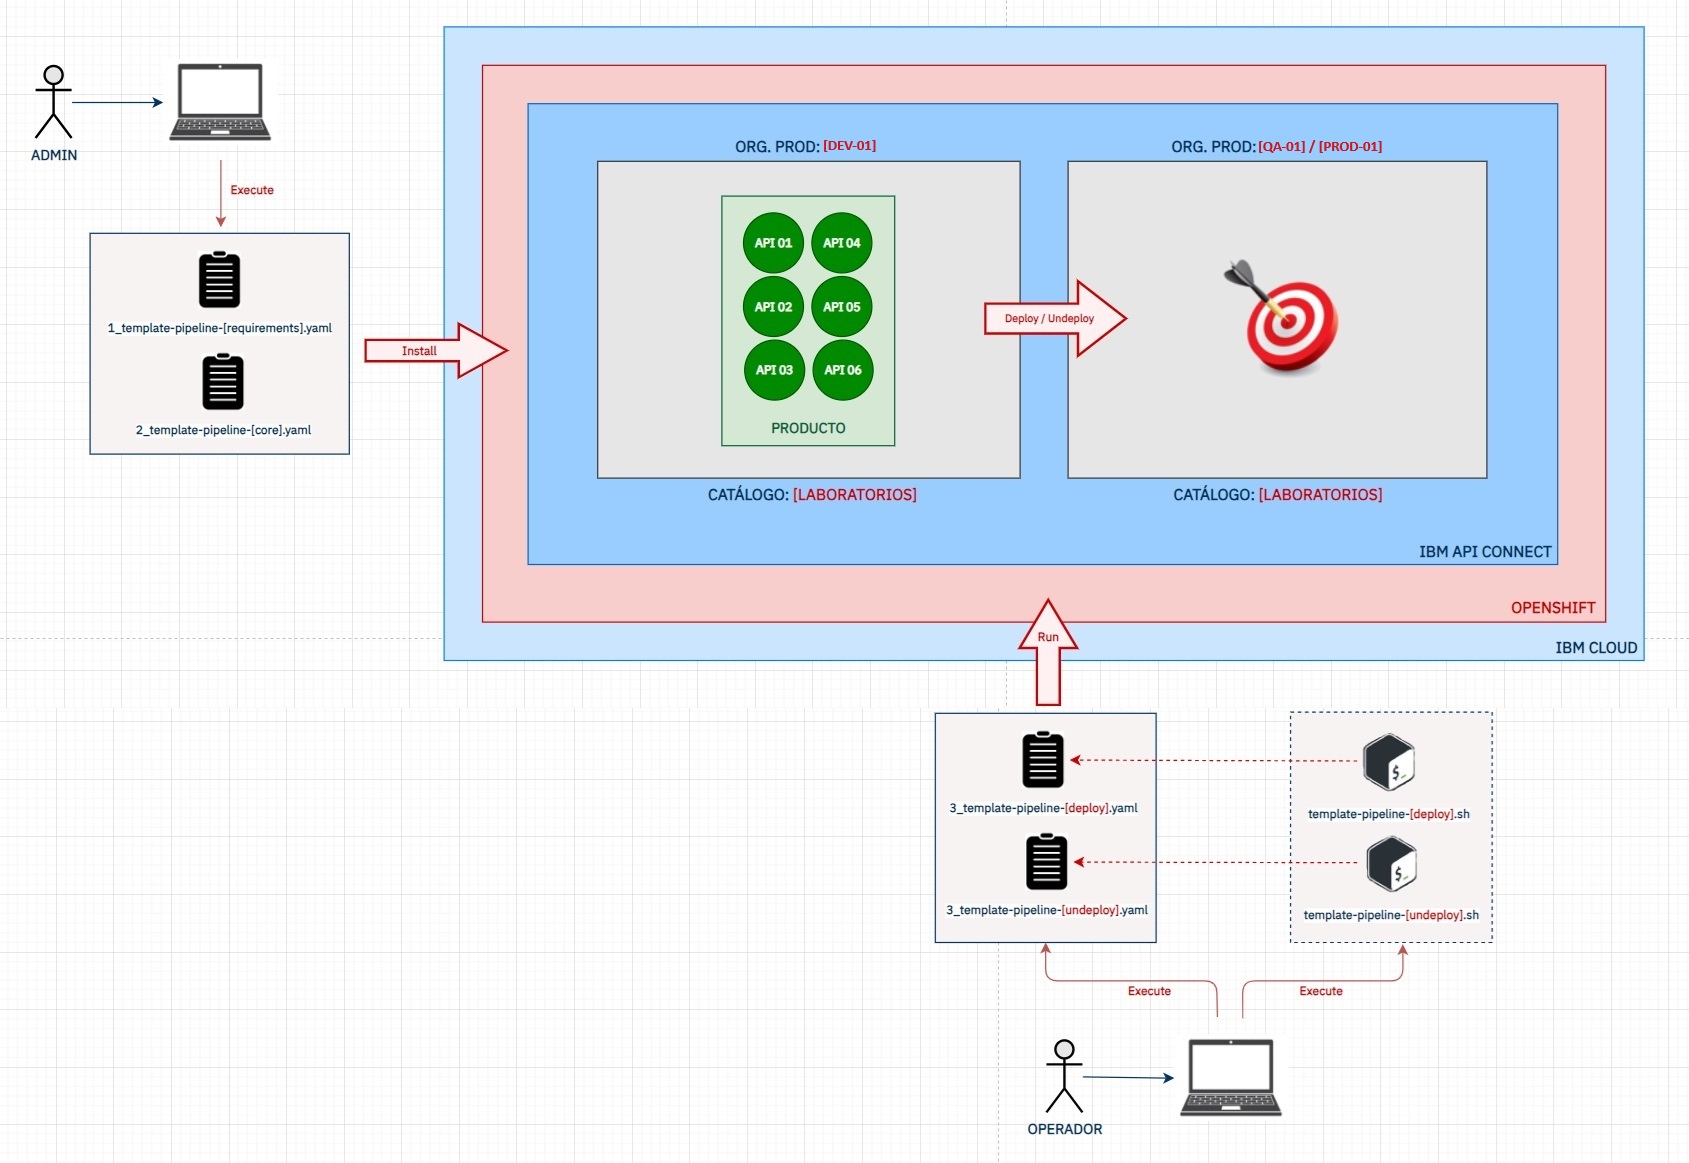 ADMIN
Execute
1_template-pipeline-[requirements].yaml
2_template-pipeline-[core].yaml
Install
ORG. PROD: [DEV-01]
API 01
API 04
API 02
API 05
API 03
API 06
PRODUCTO
CATÁLOGO: [LABORATORIOS]
Deploy / Undeploy
ORG. PROD: [QA-01] / [PROD-01]
CATÁLOGO: [LABORATORIOS]
IBM API CONNECT
OPENSHIFT
IBM CLOUD
Run
3_template-pipeline-[deploy].yaml
3_template-pipeline-[undeploy].yaml
$_
template-pipeline-[deploy].sh
$_
template-pipeline-[undeploy].sh
Execute
Execute
OPERADOR